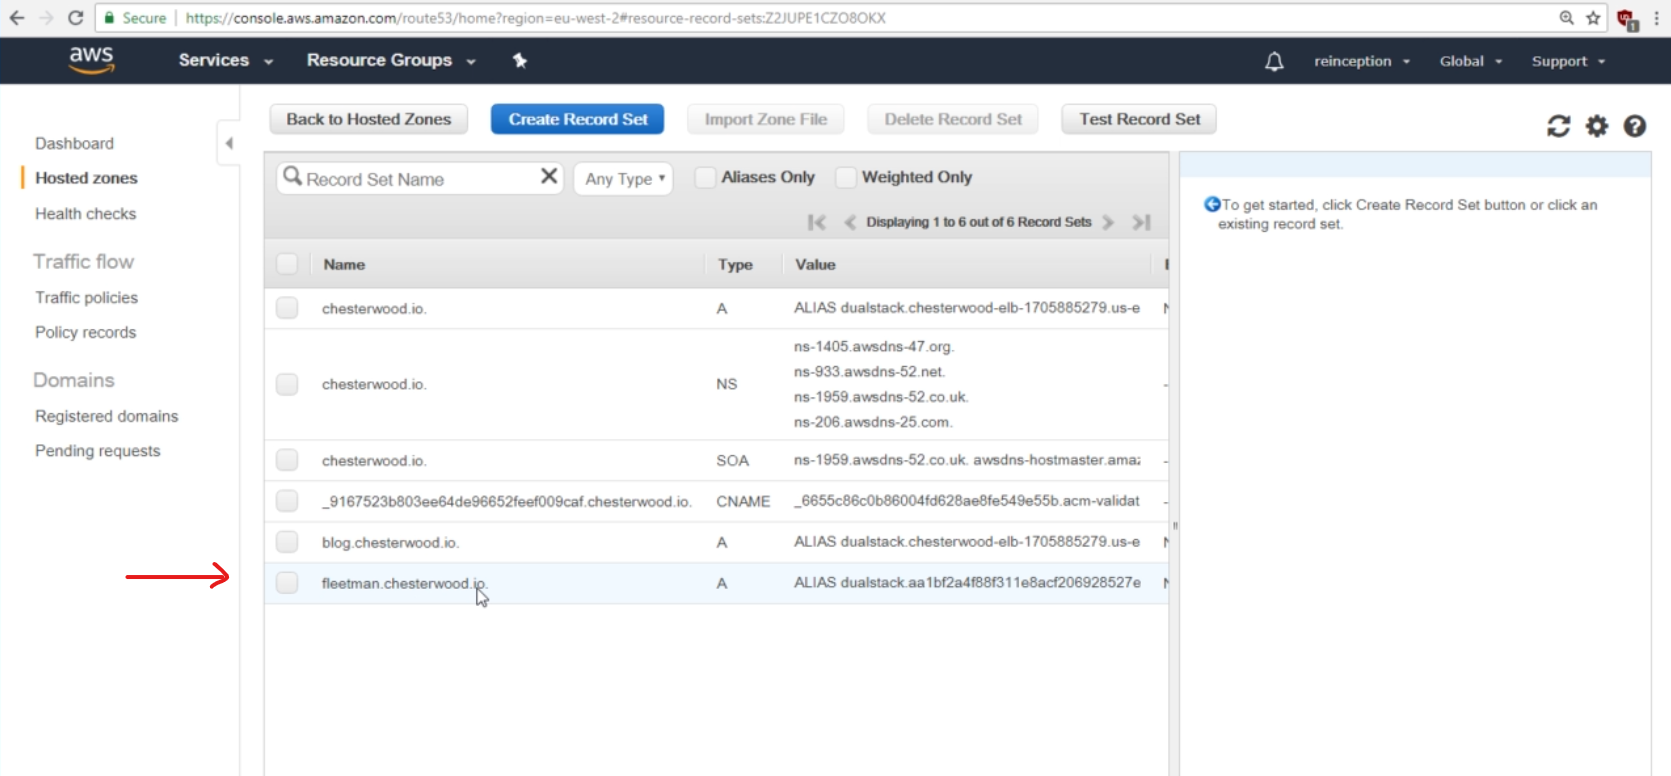 Secure https://console.aws.amazon.com/route53/home?region=eu-west-2#resource-record-sets:Z2JUPE1CZO8OKX
aws Services Resource Groups reinception Global Support
Back to Hosted Zones Create Record Set Import Zone File Delete Record Set Test Record Set
Dashboard
Hosted zones
Health checks
Traffic flow
Traffic policies
Policy records
Domains
Registered domains
Pending requests
Record Set Name Any Type Aliases Only Weighted Only
Displaying 1 to 6 out of 6 Record Sets
Name Type Value
chesterwood.io. A ALIAS dualstack.chesterwood-elb-1705885279.us-e
chesterwood.io. NS ns-1405.awsdns-47.org.
ns-933.awsdns-52.net.
ns-1959.awsdns-52.co.uk.
ns-206.awsdns-25.com.
-
chesterwood.io. SOA ns-1959.awsdns-52.co.uk. awsdns-hostmaster.amaz -
_9167523b803ee64de96652feef009caf.chesterwood.io. CNAME _6655c86c0b86004fd628ae8fe549e55b.acm-validat -
blog.chesterwood.io. A ALIAS dualstack.chesterwood-elb-1705885279.us-e
fleetman.chesterwood.io. A ALIAS dualstack.aa1bf2a4f88f311e8acf206928527e
To get started, click Create Record Set button or click an
existing record set.